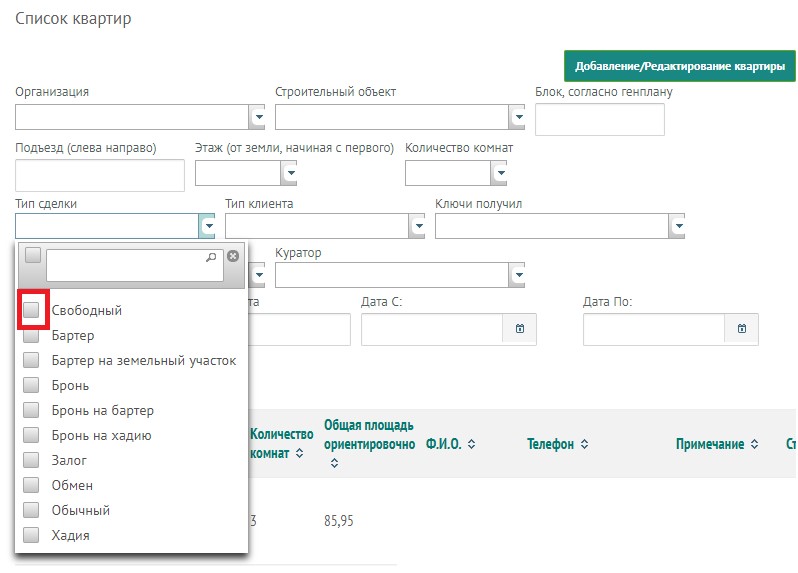 Список квартир
Добавление/Редактирование квартиры
Организация
Строительный объект
Блок, согласно генплану
Подъезд (слева направо)
Этаж (от земли, начиная с первого)
Количество комнат
Тип сделки
Тип клиента
Ключи получил
Куратор
та
Дата С:
Дата По:
Свободный
Бартер
Бартер на земельный участок
Бронь
Бронь на бартер
Бронь на хадию
Залог
Обмен
Обычный
Хадия
Количество
комнат
Общая площадь
ориентировочно
Ф.И.О.
Телефон
Примечание
Ст
3
85,95